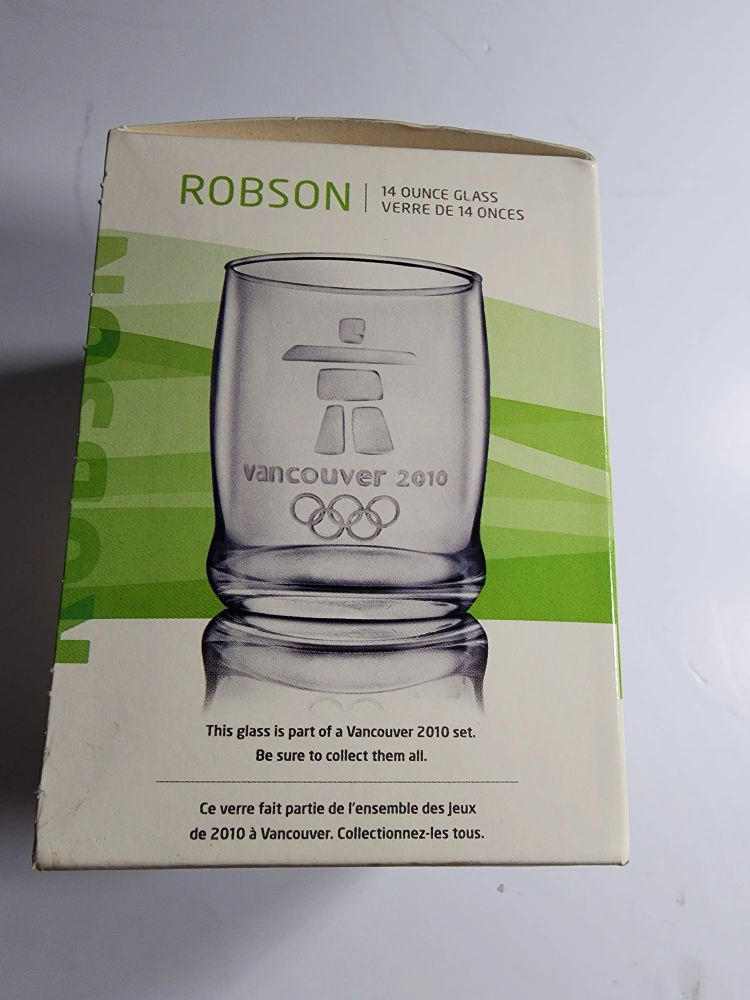 ROBSON
14 OUNCE GLASS
VERRE DE 14 ONCES
ROBSON
vancouver 2010
This glass is part of a Vancouver 2010 set.
Be sure to collect them all.
Ce verre fait partie de l'ensemble des Jeux
de 2010 à Vancouver. Collectionnez-les tous.